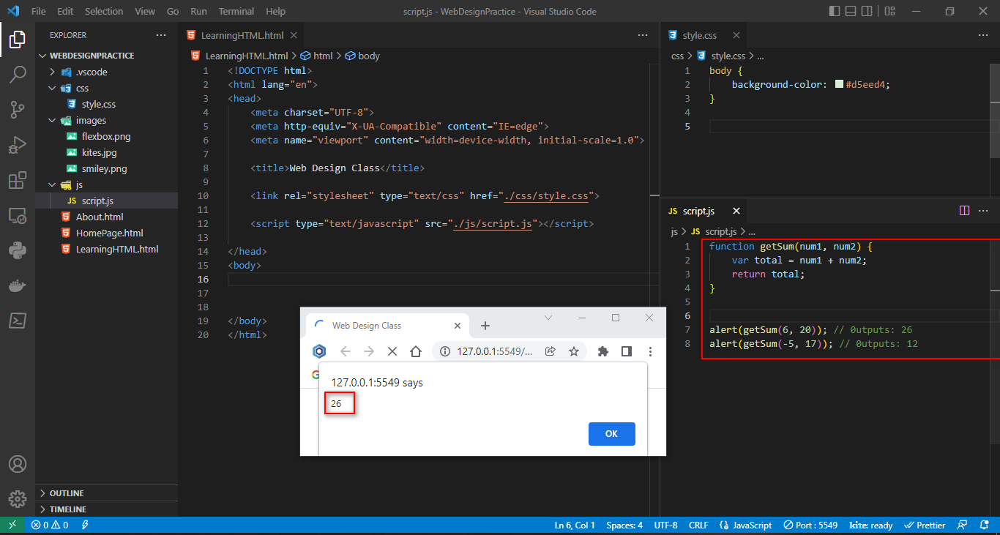 File Edit Selection View Go Run Terminal Help
script.js - WebDesignPractice - Visual Studio Code
EXPLORER
WEBDESIGNPRACTICE
.vscode
css
style.css
images
flexbox.png
kites.jpg
smiley.png
js
JS script.js
About.html
HomePage.html
LearningHTML.html
OUTLINE
TIMELINE
LearningHTML.html
LearningHTML.html > html > body
1 <!DOCTYPE html>
2 <html lang="en">
3 <head>
4 <meta charset="UTF-8">
5 <meta http-equiv="X-UA-Compatible" content="IE=edge">
6 <meta name="viewport" content="width=device-width, initial-scale=1.0">
7
8 <title>Web Design Class</title>
9
10 <link rel="stylesheet" type="text/css" href="./css/style.css">
11
12 <script type="text/javascript" src="./js/script.js"></script>
13
14 </head>
15 <body>
16
17
18
19 </body>
20 </html>
style.css
css > style.css > ...
1 body {
2 background-color: #d5eed4;
3 }
4
5
JS script.js
js > JS script.js > ...
1 function getSum(num1, num2) {
2 var total = num1 + num2;
3 return total;
4 }
5
6
7 alert(getSum(6, 20)); // 0utputs: 26
8 alert(getSum(-5, 17)); // 0utputs: 12
Web Design Class
127.0.0.1:5549/...
127.0.0.1:5549 says
26
OK
0 0 Ln 6, Col 1 Spaces: 4 UTF-8 CRLF JavaScript Port : 5549 kite: ready Prettier